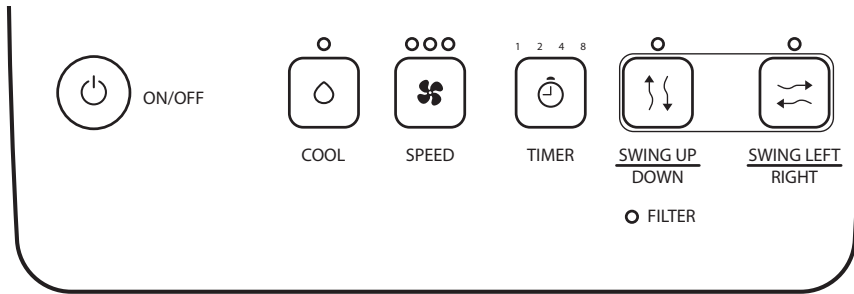 1 2 4 8
ON/OFF
COOL
SPEED
TIMER
SWING UP
DOWN
SWING LEFT
RIGHT
FILTER